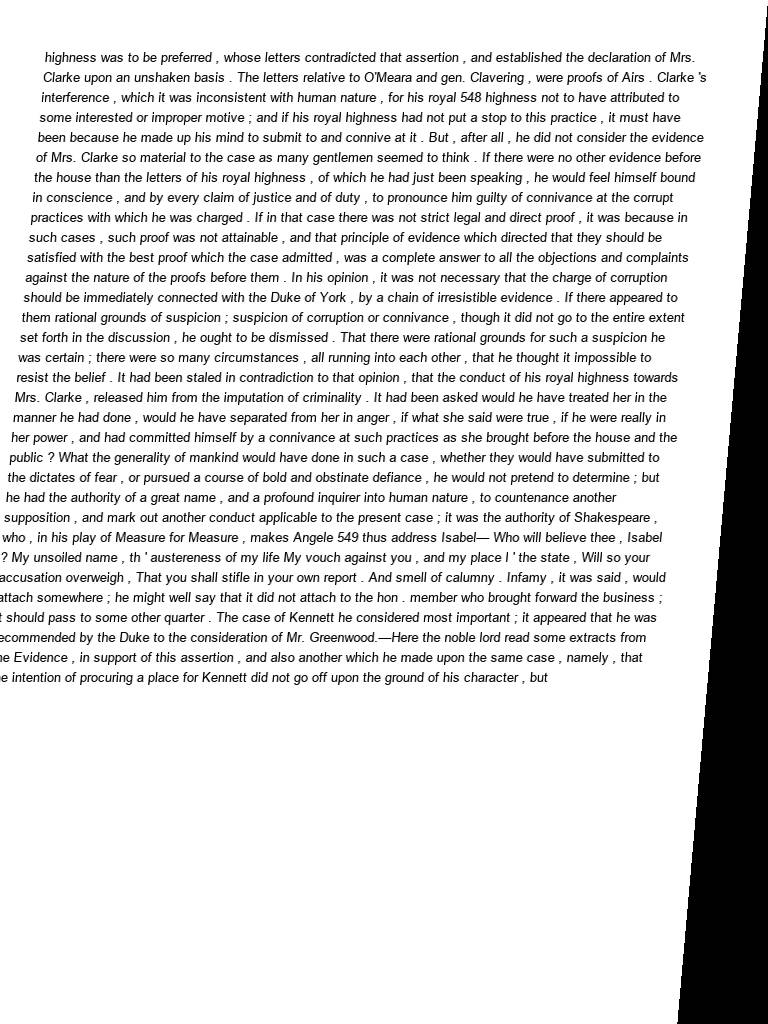 highness was to be preferred , whose letters contradicted that assertion , and established the declaration of Mrs.
Clarke upon an unshaken basis . The letters relative to O'Meara and gen. Clavering , were proofs of Airs . Clarke 's
interference , which it was inconsistent with human nature , for his royal 548 highness not to have attributed to
some interested or improper motive ; and if his royal highness had not put a stop to this practice , it must have
been because he made up his mind to submit to and connive at it . But , after all , he did not consider the evidence
of Mrs. Clarke so material to the case as many gentlemen seemed to think . If there were no other evidence before
the house than the letters of his royal highness , of which he had just been speaking , he would feel himself bound
in conscience , and by every claim of justice and of duty , to pronounce him guilty of connivance at the corrupt
practices with which he was charged . If in that case there was not strict legal and direct proof , it was because in
such cases , such proof was not attainable , and that principle of evidence which directed that they should be
satisfied with the best proof which the case admitted , was a complete answer to all the objections and complaints
against the nature of the proofs before them . In his opinion , it was not necessary that the charge of corruption
should be immediately connected with the Duke of York , by a chain of irresistible evidence . If there appeared to
them rational grounds of suspicion ; suspicion of corruption or connivance , though it did not go to the entire extent
set forth in the discussion , he ought to be dismissed . That there were rational grounds for such a suspicion he
was certain ; there were so many circumstances , all running into each other , that he thought it impossible to
resist the belief . It had been staled in contradiction to that opinion , that the conduct of his royal highness towards
Mrs. Clarke , released him from the imputation of criminality . It had been asked would he have treated her in the
manner he had done , would he have separated from her in anger , if what she said were true , if he were really in
her power , and had committed himself by a connivance at such practices as she brought before the house and the
public ? What the generality of mankind would have done in such a case , whether they would have submitted to
the dictates of fear , or pursued a course of bold and obstinate defiance , he would not pretend to determine ; but
he had the authority of a great name , and a profound inquirer into human nature , to countenance another
supposition , and mark out another conduct applicable to the present case ; it was the authority of Shakespeare ,
who , in his play of Measure for Measure , makes Angele 549 thus address Isabel— Who will believe thee , Isabel
? My unsoiled name , th ' austereness of my life My vouch against you , and my place I ' the state , Will so your
accusation overweigh , That you shall stifle in your own report . And smell of calumny . Infamy , it was said , would
attach somewhere ; he might well say that it did not attach to the hon . member who brought forward the business ;
should pass to some other quarter . The case of Kennett he considered most important ; it appeared that he was
ecommended by the Duke to the consideration of Mr. Greenwood.—Here the noble lord read some extracts from
Evidence , in support of this assertion , and also another which he made upon the same case , namely , that
intention of procuring a place for Kennett did not go off upon the ground of his character , but